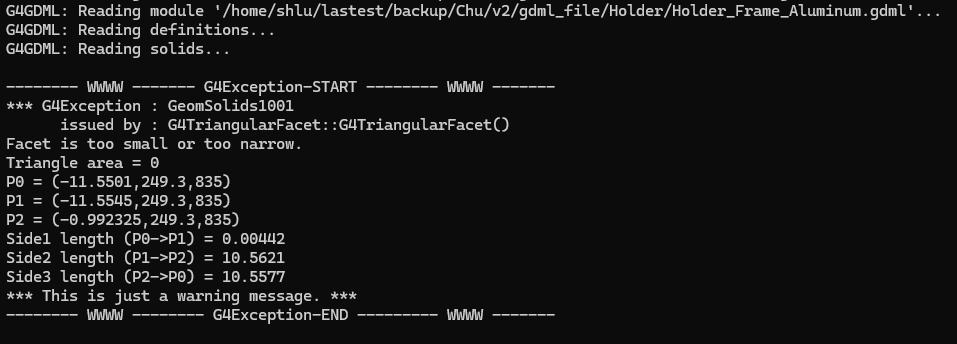 G4GDML: Reading module '/home/shlu/lastest/backup/Chu/v2/gdml_file/Holder/Holder_Frame_Aluminum.gdml'...
G4GDML: Reading definitions...
G4GDML: Reading solids...
-------- WWWW ------- G4Exception-START -------- WWWW -------
*** G4Exception : GeomSolids1001
      issued by : G4TriangularFacet::G4TriangularFacet()
Facet is too small or too narrow.
Triangle area = 0
P0 = (-11.5501,249.3,835)
P1 = (-11.5545,249.3,835)
P2 = (-0.992325,249.3,835)
Side1 length (P0->P1) = 0.00442
Side2 length (P1->P2) = 10.5621
Side3 length (P2->P0) = 10.5577
*** This is just a warning message. ***
-------- WWWW -------- G4Exception-END --------- WWWW -------